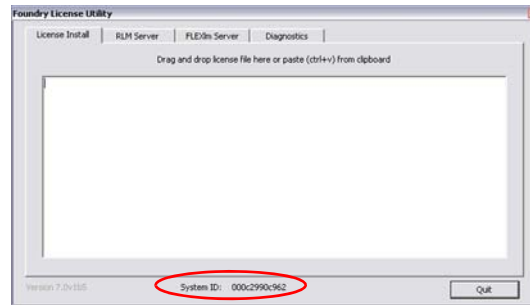 Foundry License Utility
License Install RLM Server FLEXlm Server Diagnostics
Drag and drop license file here or paste (ctrl+v) from clipboard
Version 7.0v1b5 System ID: 000c2990c962 Quit